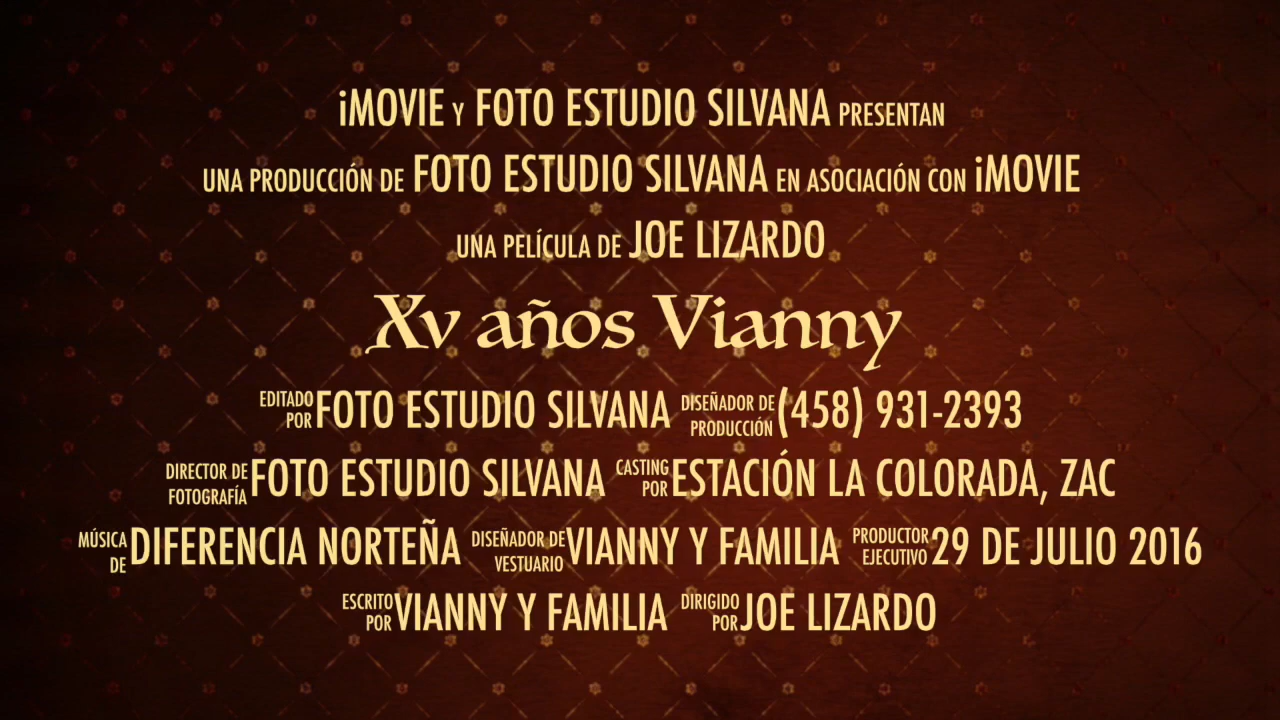 iMOVIE Y FOTO ESTUDIO SILVANA PRESENTAN
UNA PRODUCCIÓN DE FOTO ESTUDIO SILVANA EN ASOCIACIÓN CON iMOVIE
UNA PELÍCULA DE JOE LIZARDO
Xv años Vianny
EDITADO POR FOTO ESTUDIO SILVANA DISEÑADOR DE PRODUCCIÓN (458) 931-2393
DIRECTOR DE FOTOGRAFÍA FOTO ESTUDIO SILVANA CASTING POR ESTACIÓN LA COLORADA, ZAC
MÚSICA DE DIFERENCIA NORTEÑA DISEÑADOR DE VESTUARIO VIANNY Y FAMILIA PRODUCTOR EJECUTIVO 29 DE JULIO 2016
ESCRITO POR VIANNY Y FAMILIA DIRIGIDO POR JOE LIZARDO